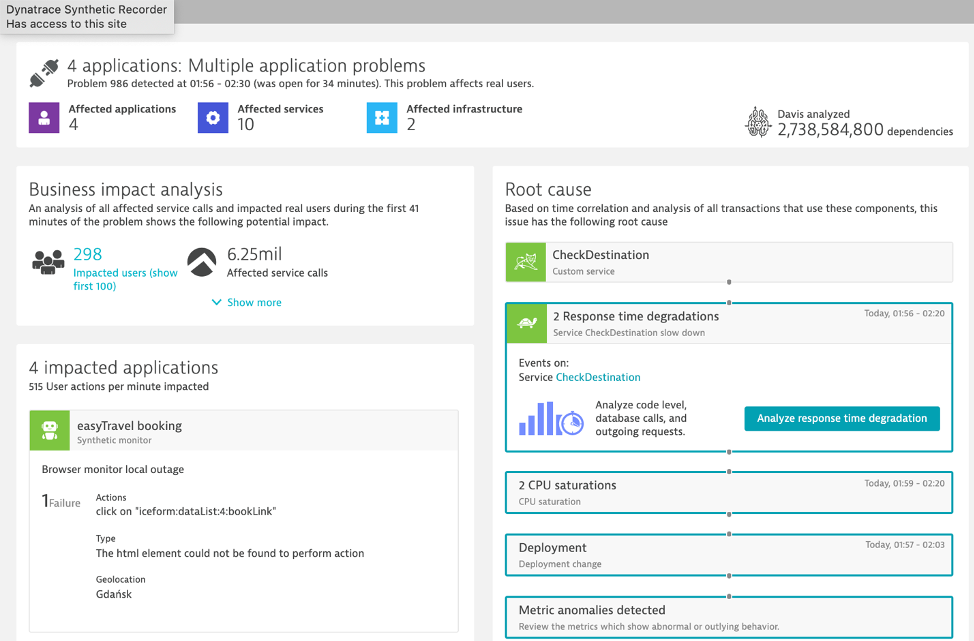 Dynatrace Synthetic Recorder
Has access to this site
4 applications: Multiple application problems
Problem 986 detected at 01:56 - 02:30 (was open for 34 minutes). This problem affects real users.
Affected applications
4
Affected services
10
Affected infrastructure
2
Davis analyzed
2,738,584,800 dependencies
Business impact analysis
An analysis of all affected service calls and impacted real users during the first 41
minutes of the problem shows the following potential impact.
298
Impacted users (show
first 100)
6.25mil
Affected service calls
Show more
4 impacted applications
515 User actions per minute impacted
easyTravel booking
Synthetic monitor
Browser monitor local outage
1 Failure
Actions
click on "iceform:dataList:4:bookLink"
Type
The html element could not be found to perform action
Geolocation
Gdańsk
Root cause
Based on time correlation and analysis of all transactions that use these components, this
issue has the following root cause
CheckDestination
Custom service
2 Response time degradations
Today, 01:56 - 02:20
Service CheckDestination slow down
Events on:
Service CheckDestination
Analyze code level,
database calls, and
outgoing requests.
Analyze response time degradation
2 CPU saturations
Today, 01:59 - 02:20
CPU saturation
Deployment
Today, 01:57 - 02:03
Deployment change
Metric anomalies detected
Review the metrics which show abnormal or outlying behavior.